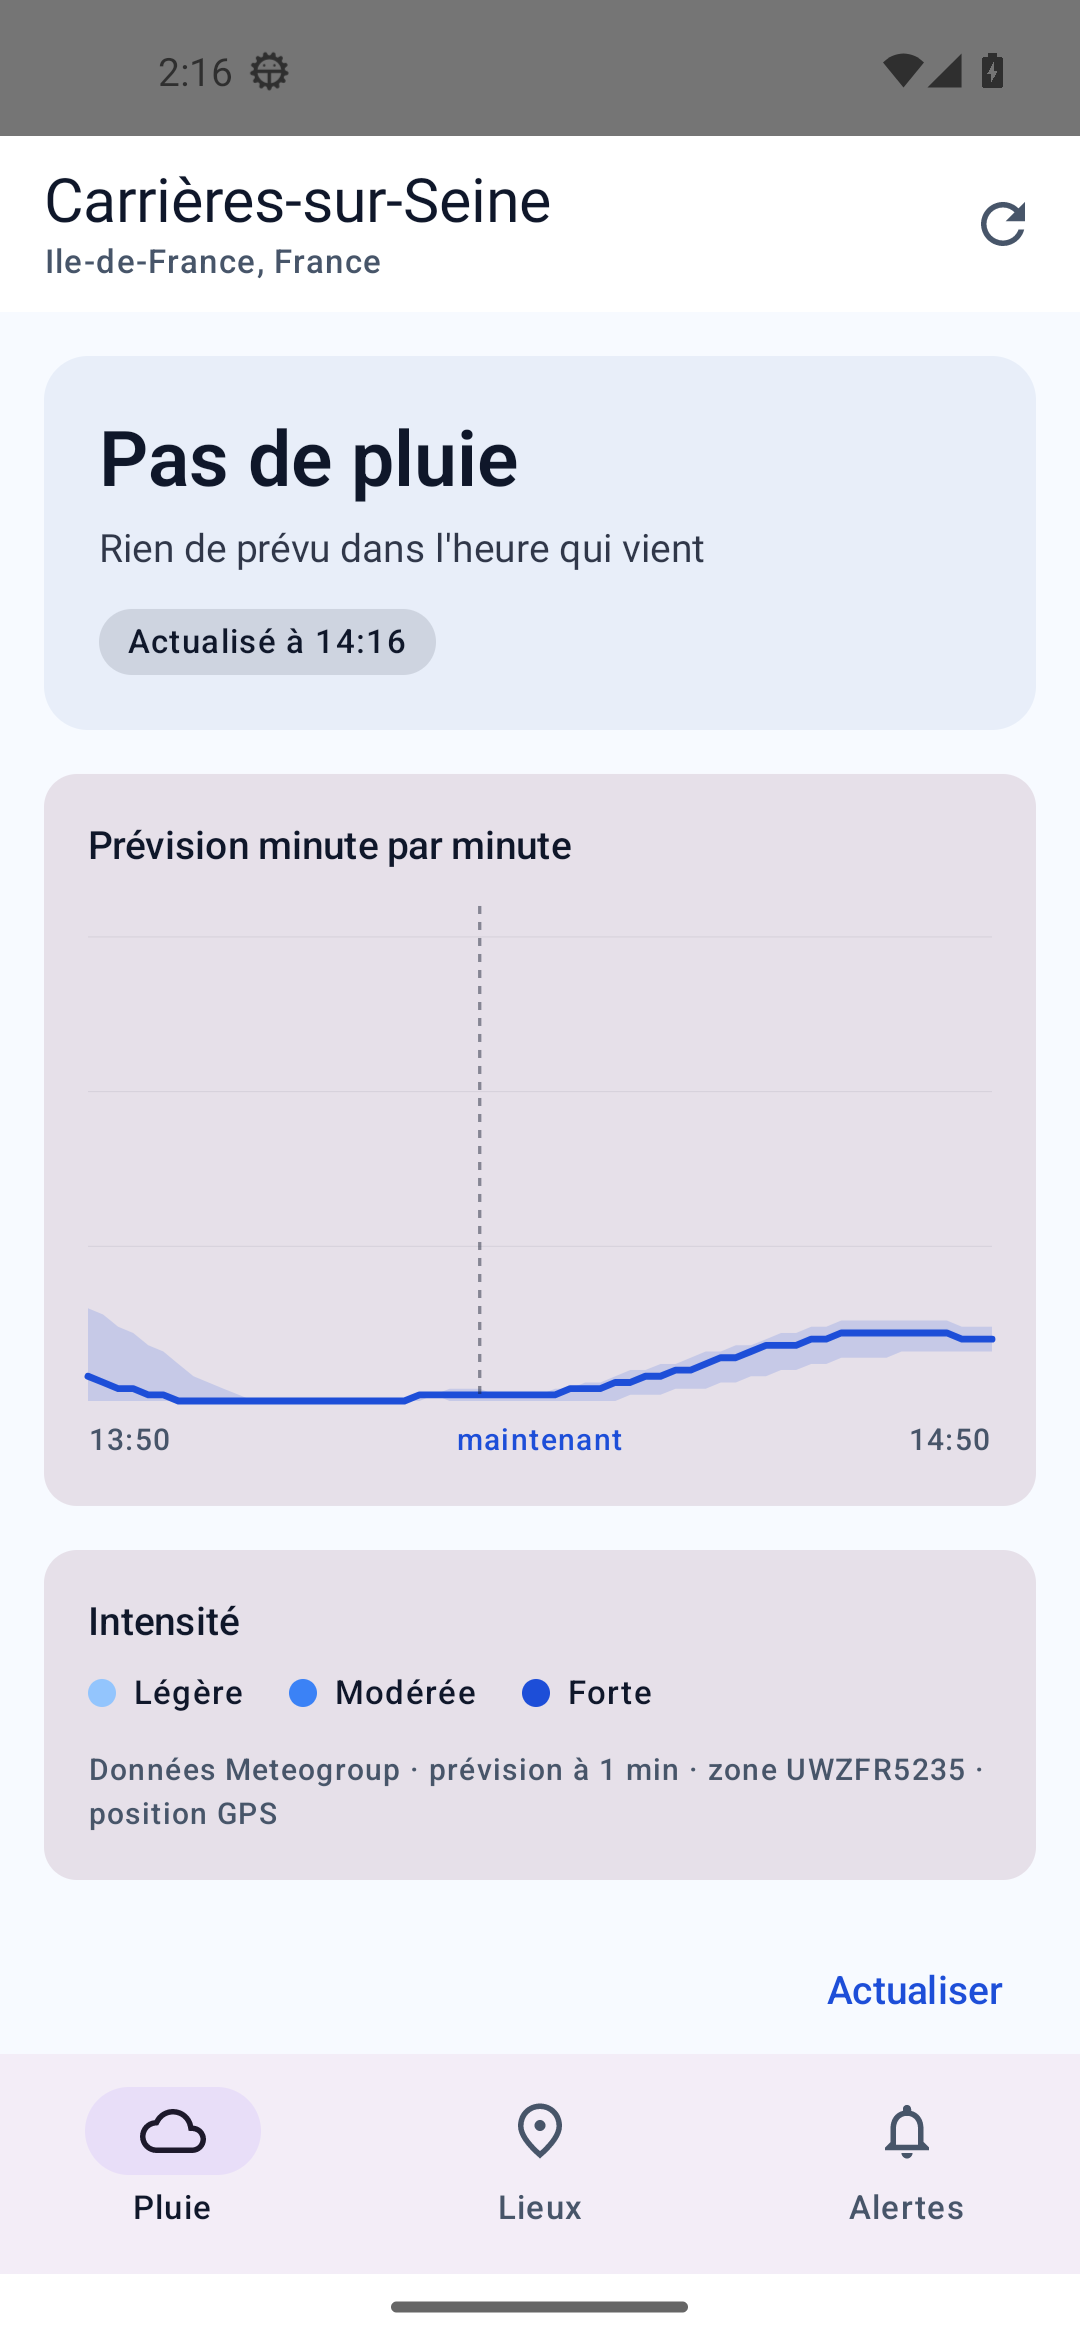 2:16
Carrières-sur-Seine
Ile-de-France, France
Pas de pluie
Rien de prévu dans l'heure qui vient
Actualisé à 14:16
Prévision minute par minute
13:50 maintenant 14:50
Intensité
Légère Modérée Forte
Données Meteogroup · prévision à 1 min · zone UWZFR5235 ·
position GPS
Actualiser
Pluie Lieux Alertes